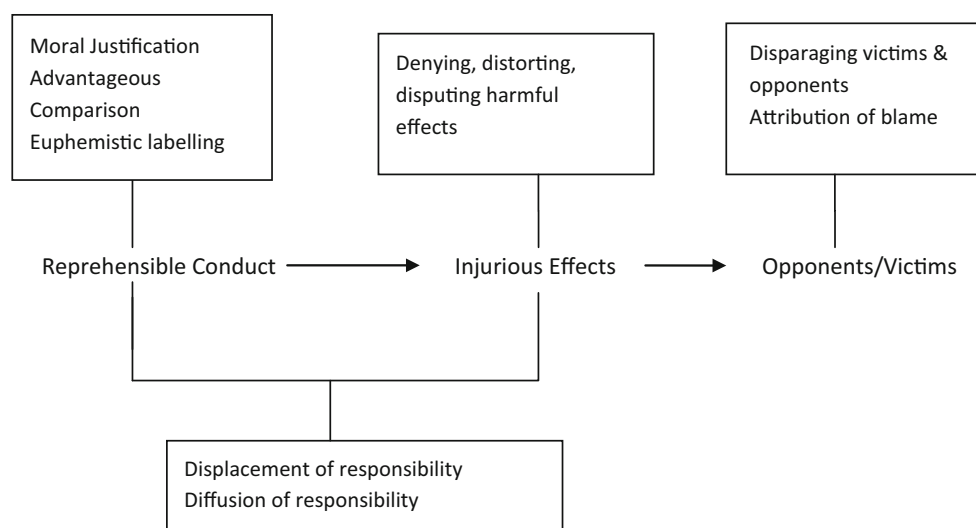 Moral Justification
Advantageous
Comparison
Euphemistic labelling
Denying, distorting,
disputing harmful
effects
Disparaging victims &
opponents
Attribution of blame
Reprehensible Conduct
Injurious Effects
Opponents/Victims
Displacement of responsibility
Diffusion of responsibility